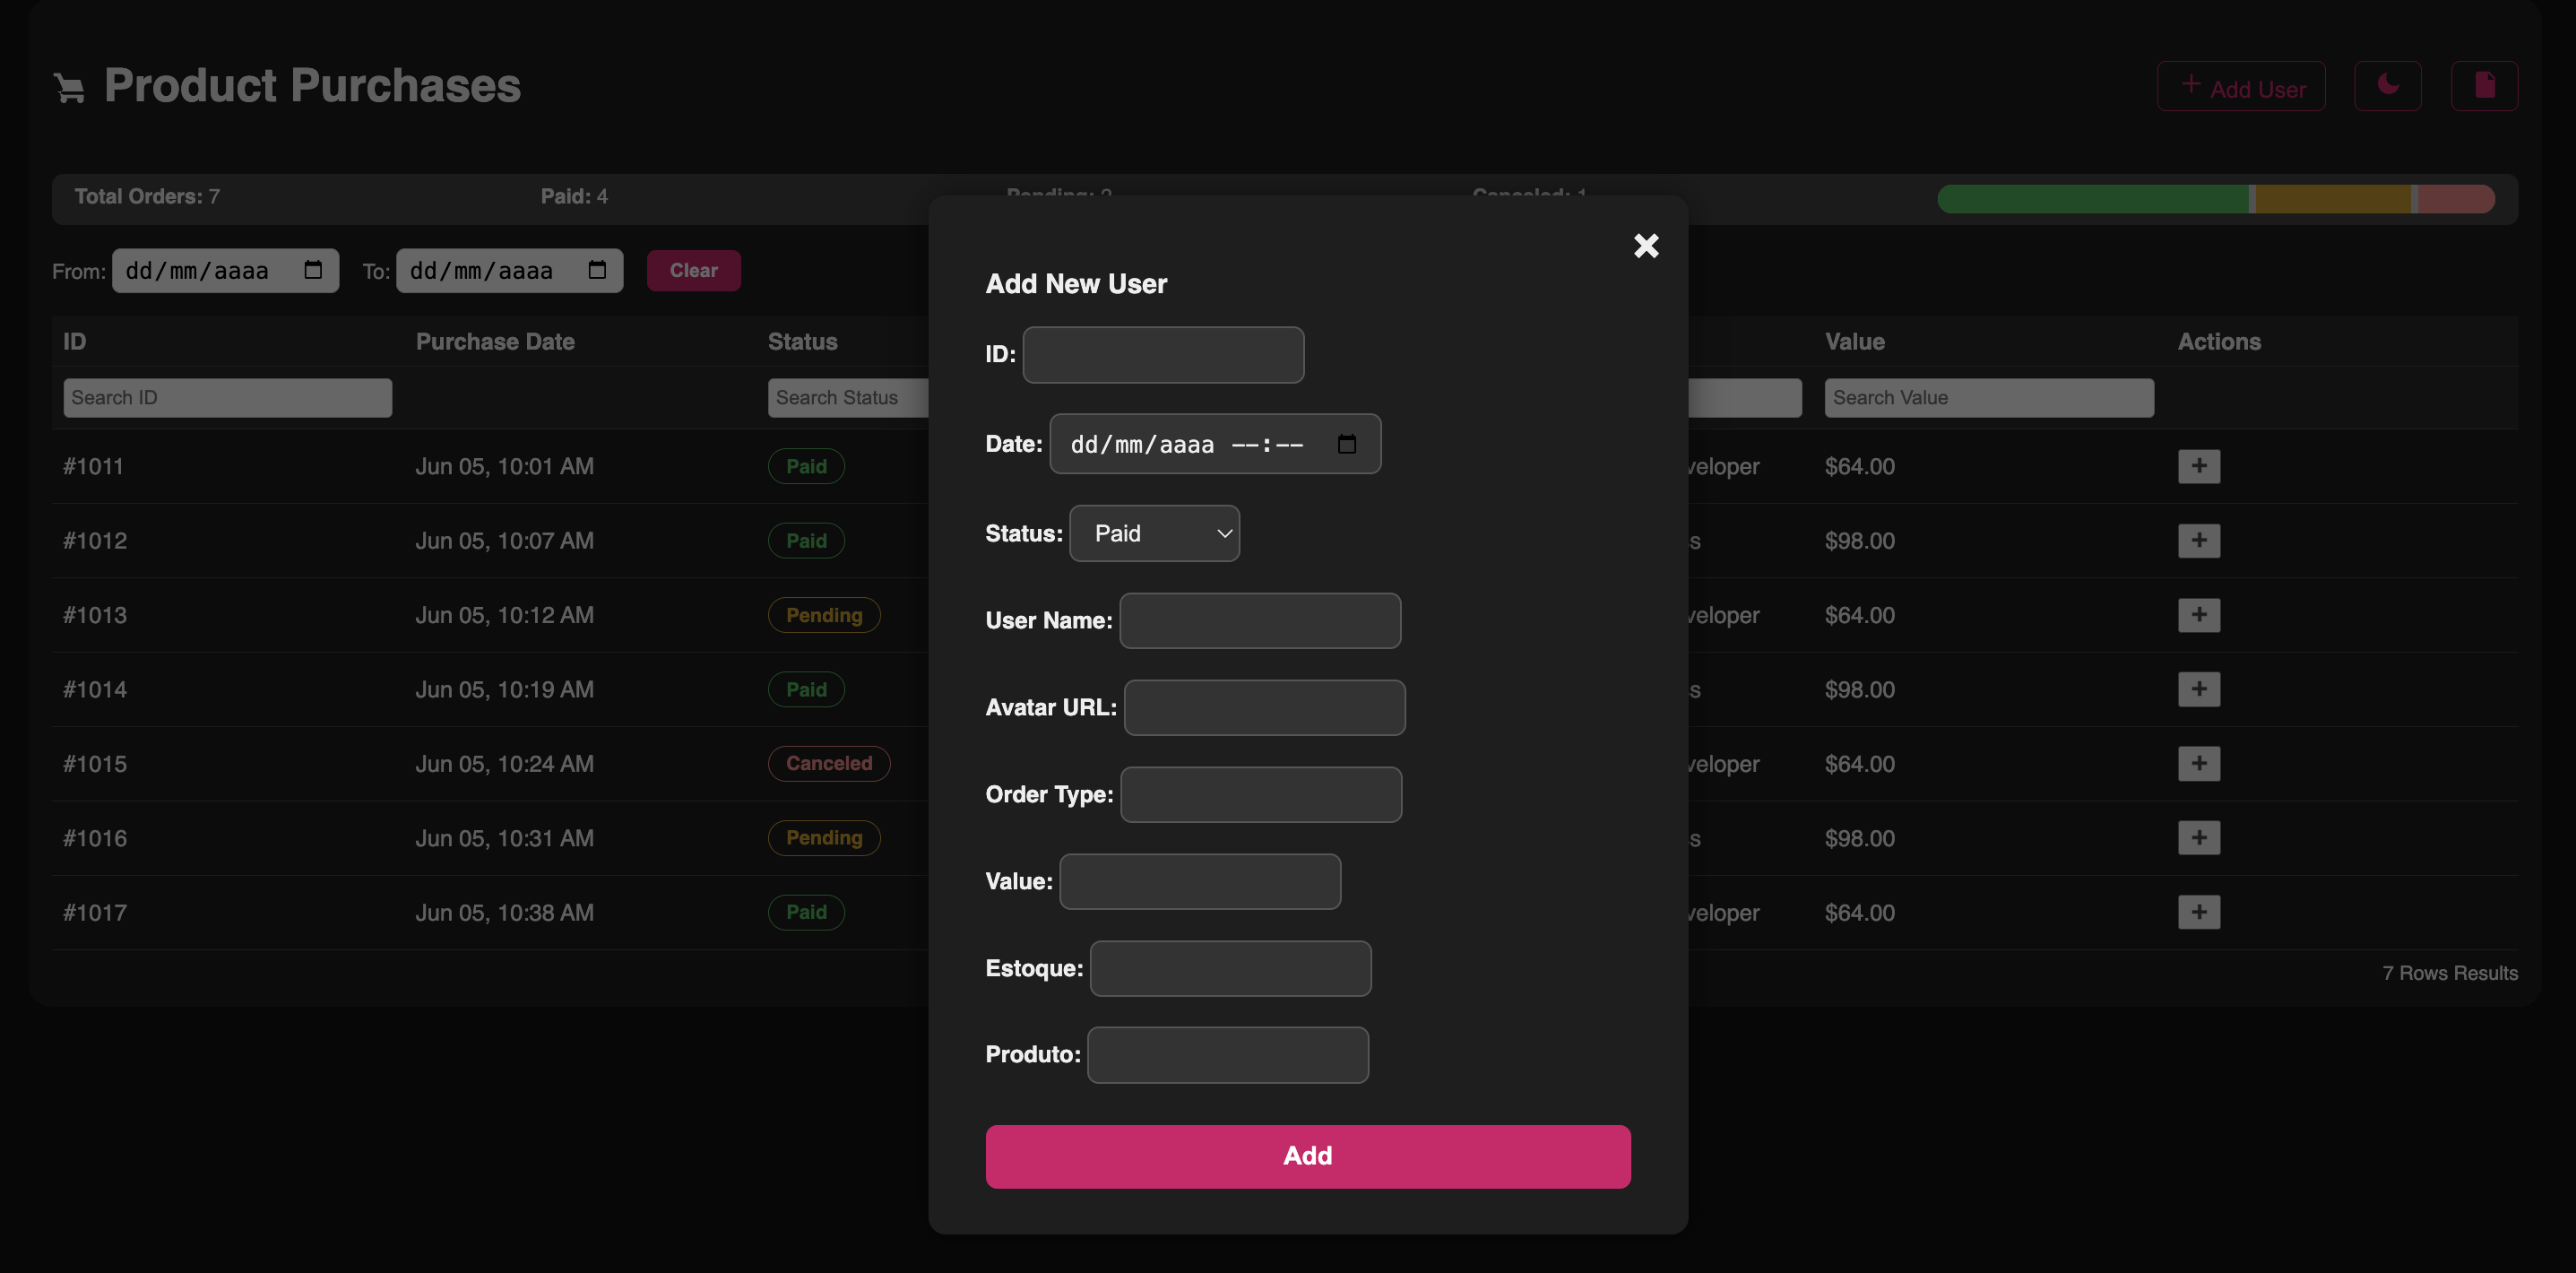 Product Purchases
Add User
Total Orders: 7 Paid: 4 Pending: 2 Canceled: 1
From: dd/mm/aaaa To: dd/mm/aaaa Clear
ID Purchase Date Status Value Actions
Search ID Search Status Search Value
#1011 Jun 05, 10:01 AM Paid veloper $64.00 +
#1012 Jun 05, 10:07 AM Paid s $98.00 +
#1013 Jun 05, 10:12 AM Pending veloper $64.00 +
#1014 Jun 05, 10:19 AM Paid s $98.00 +
#1015 Jun 05, 10:24 AM Canceled veloper $64.00 +
#1016 Jun 05, 10:31 AM Pending s $98.00 +
#1017 Jun 05, 10:38 AM Paid veloper $64.00 +
7 Rows Results
Add New User
ID:
Date: dd/mm/aaaa --:--
Status: Paid
User Name:
Avatar URL:
Order Type:
Value:
Estoque:
Produto:
Add